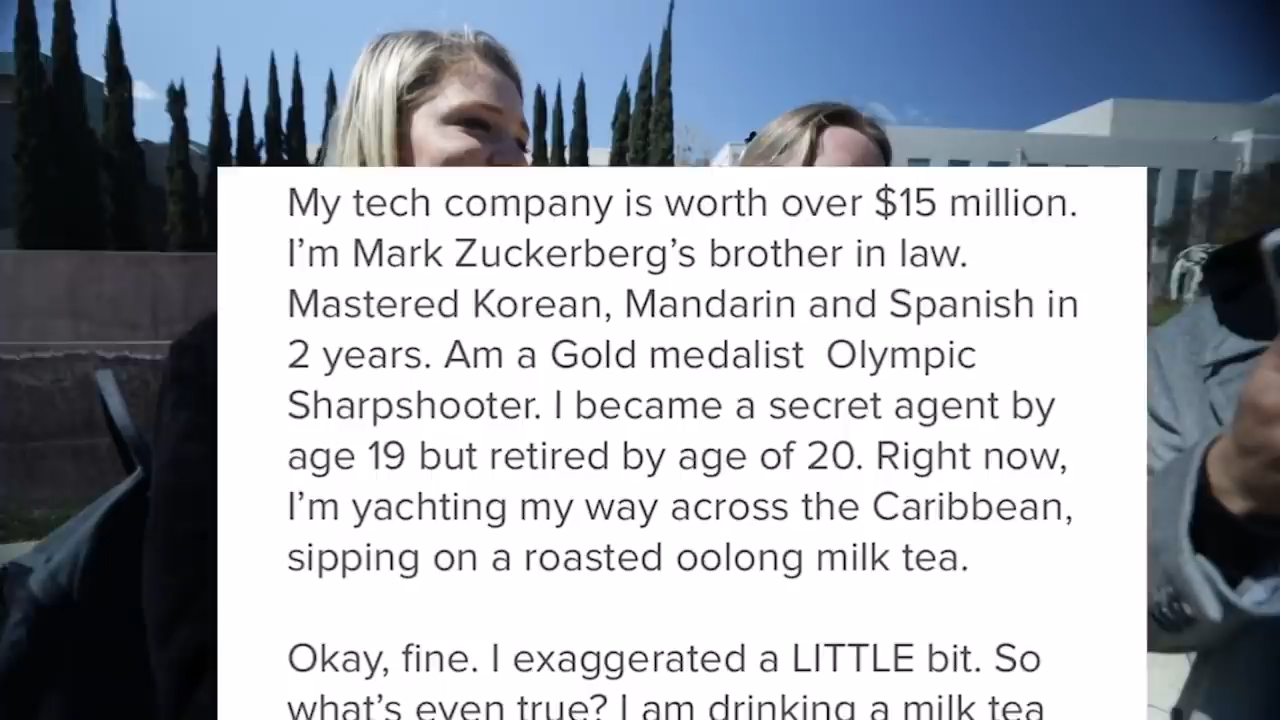 My tech company is worth over $15 million.
I'm Mark Zuckerberg's brother in law.
Mastered Korean, Mandarin and Spanish in
2 years. Am a Gold medalist  Olympic
Sharpshooter. I became a secret agent by
age 19 but retired by age of 20. Right now,
I'm yachting my way across the Caribbean,
sipping on a roasted oolong milk tea.
Okay, fine. I exaggerated a LITTLE bit. So
what's even true? I am drinking a milk tea